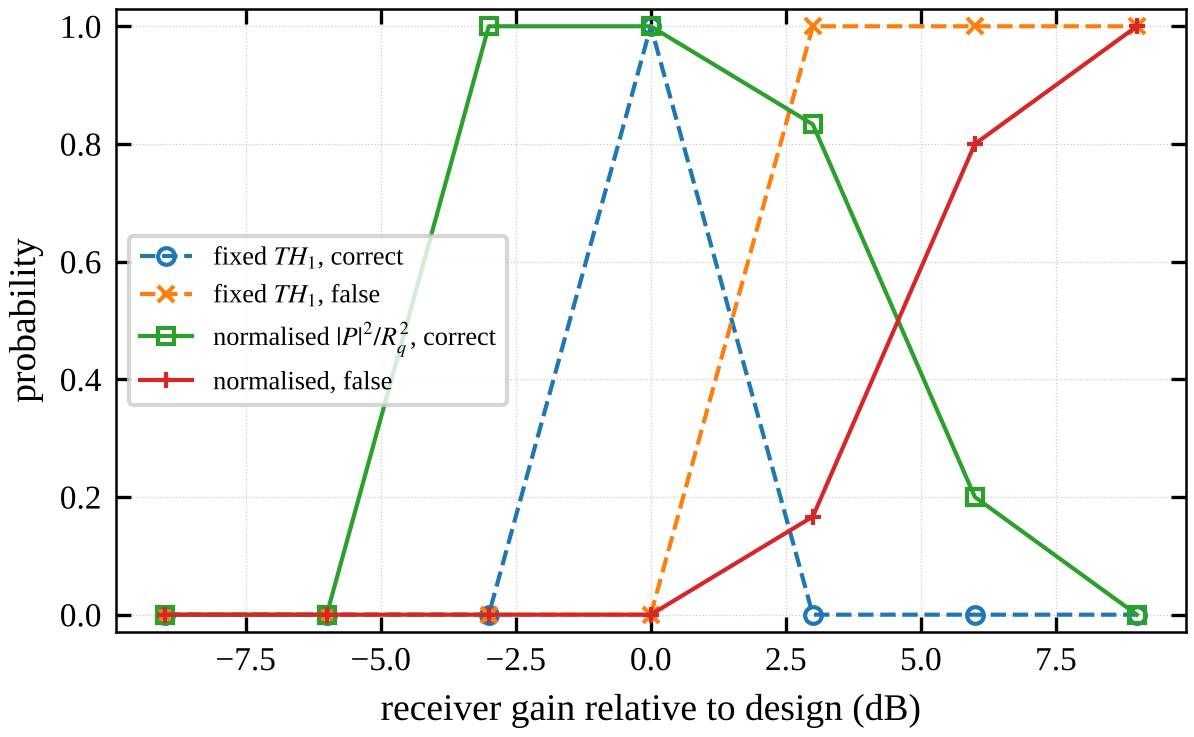 1.0
0.8
0.6
0.4
0.2
0.0
probability
fixed TH₁, correct
fixed TH₁, false
normalised |P|²/R_q², correct
normalised, false
−7.5 −5.0 −2.5 0.0 2.5 5.0 7.5
receiver gain relative to design (dB)